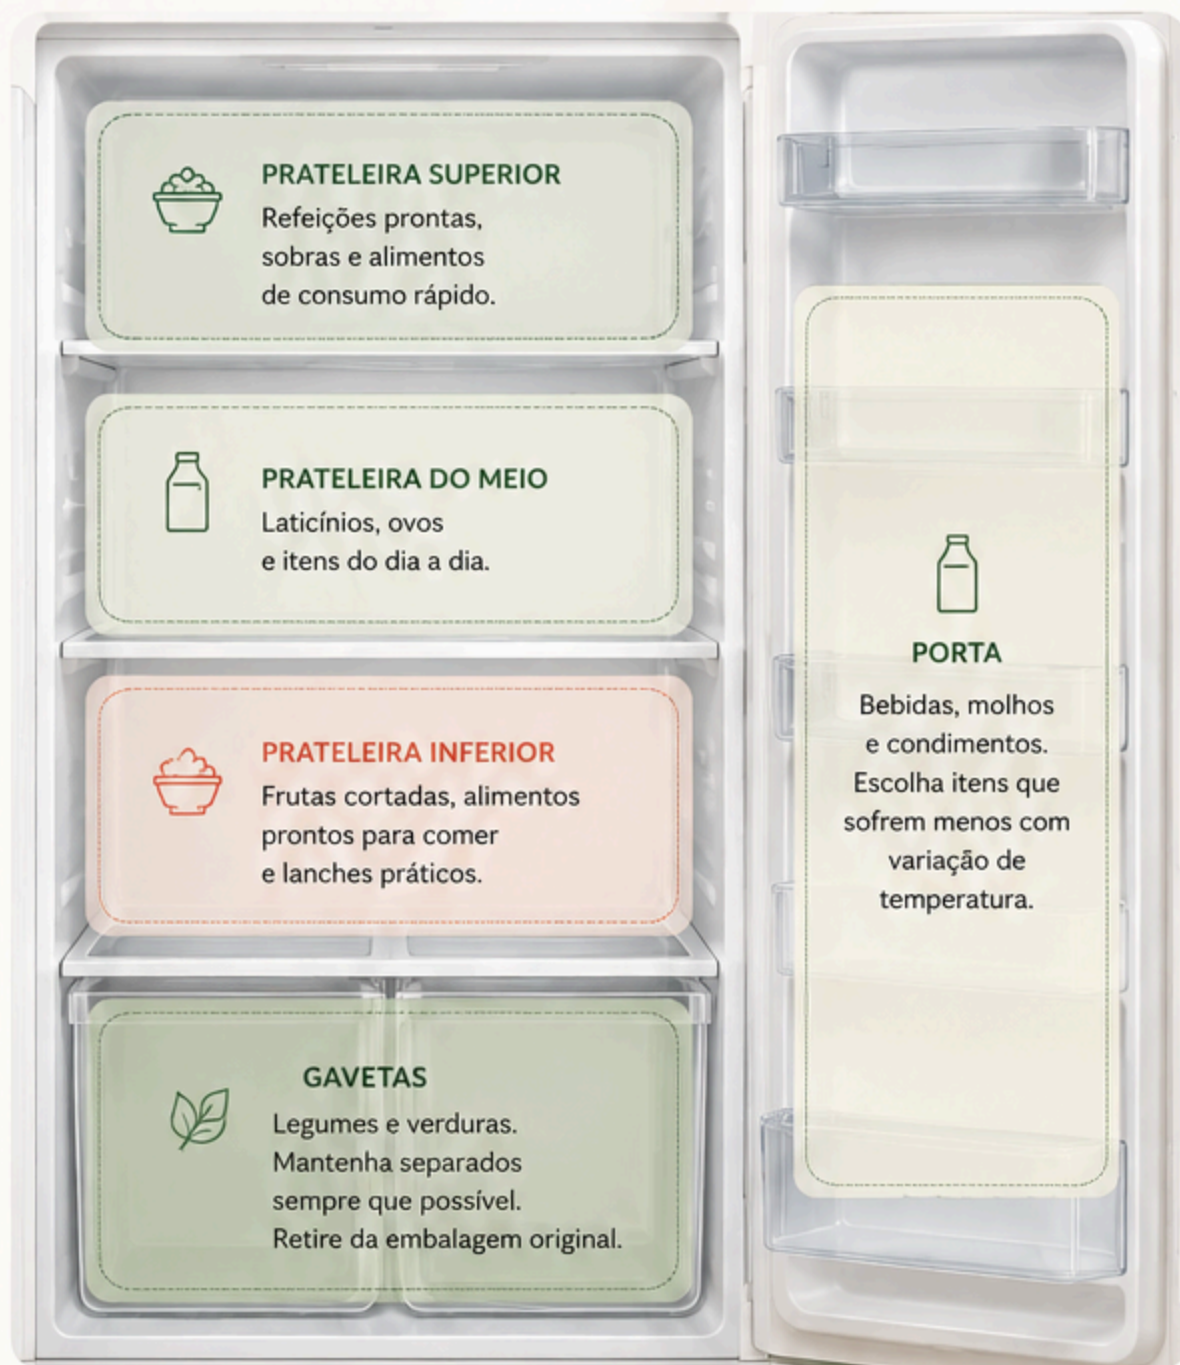 PRATELEIRA SUPERIOR
Refeições prontas,
sobras e alimentos
de consumo rápido.
PRATELEIRA DO MEIO
Laticínios, ovos
e itens do dia a dia.
PRATELEIRA INFERIOR
Frutas cortadas, alimentos
prontos para comer
e lanches práticos.
GAVETAS
Legumes e verduras.
Mantenha separados
sempre que possível.
Retire da embalagem original.
PORTA
Bebidas, molhos
e condimentos.
Escolha itens que
sofrem menos com
variação de
temperatura.